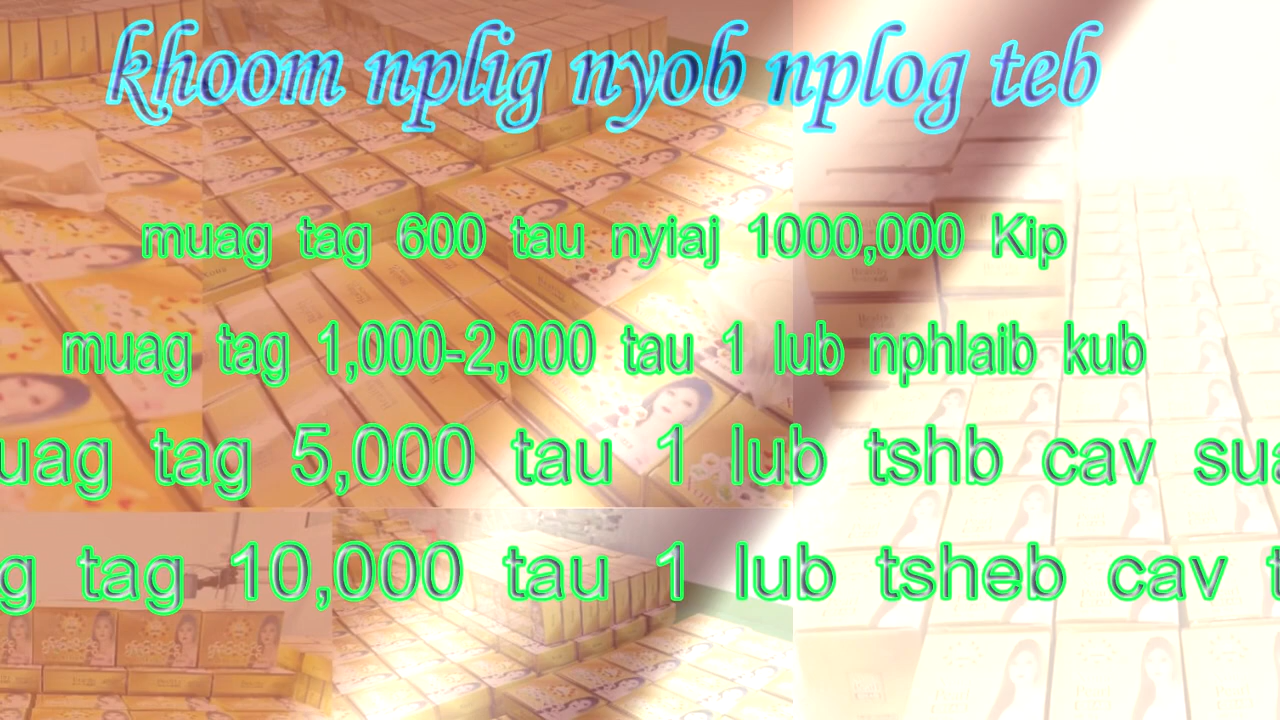 khoom nplig nyob nplog teb
muag tag 600 tau nyiaj 1000,000 Kip
muag tag 1,000-2,000 tau 1 lub nphlaib kub
uag tag 5,000 tau 1 lub tshb cav sua
g tag 10,000 tau 1 lub tsheb cav t